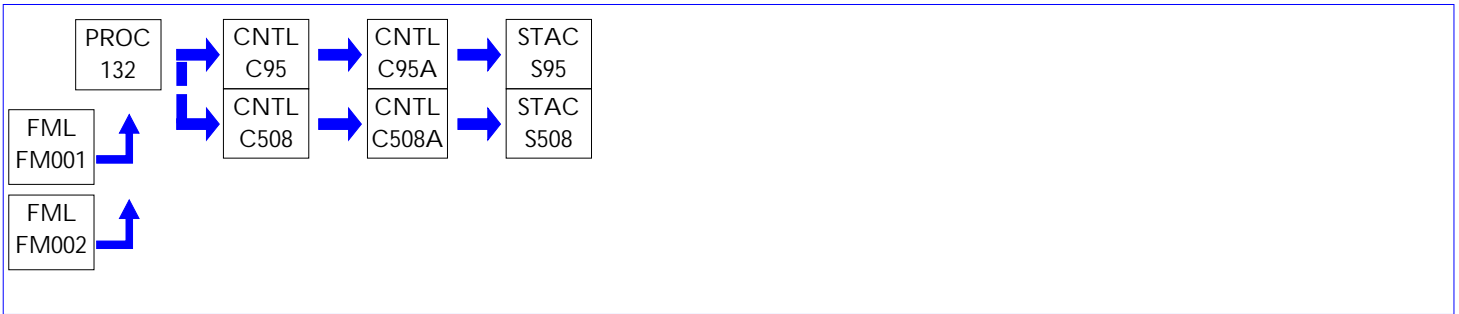 PROC
132
CNTL
C95
CNTL
C95A
STAC
S95
CNTL
C508
CNTL
C508A
STAC
S508
FML
FM001
FML
FM002